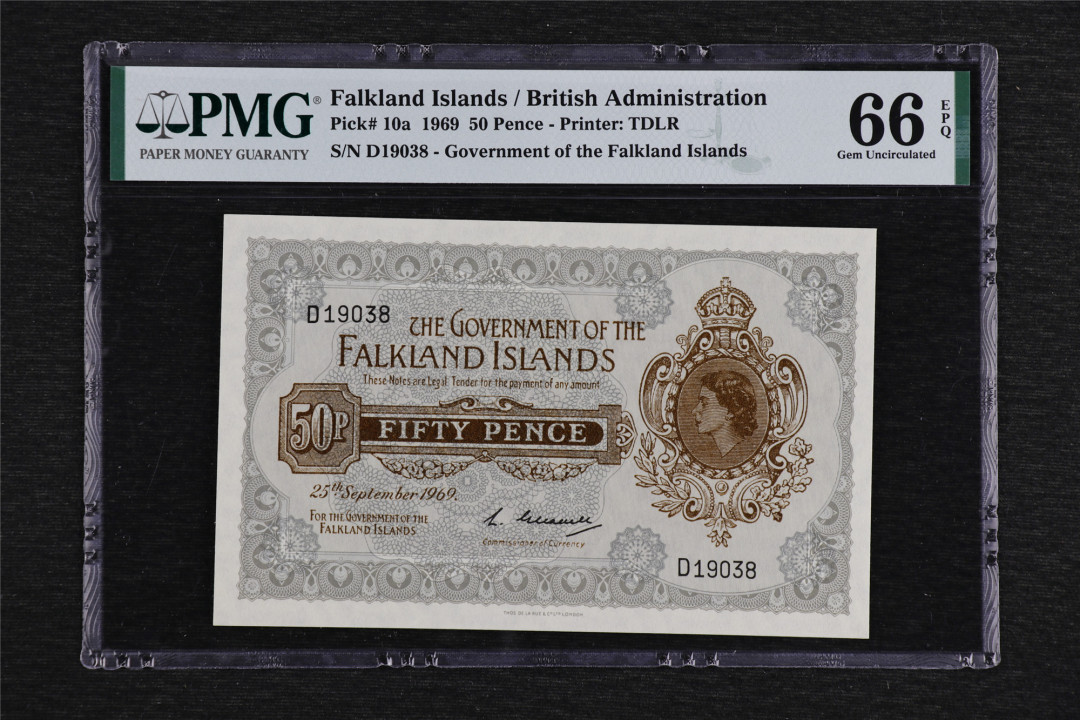 PMG®
PAPER MONEY GUARANTY
Falkland Islands / British Administration
Pick# 10a 1969 50 Pence - Printer: TDLR
S/N D19038 - Government of the Falkland Islands
66 EPQ
Gem Uncirculated
D19038
THE GOVERNMENT OF THE
FALKLAND ISLANDS
These Notes are Legal Tender for the payment of any amount
50P
FIFTY PENCE
25th September 1969.
FOR THE GOVERNMENT OF THE
FALKLAND ISLANDS
Commissioner of Currency
D19038